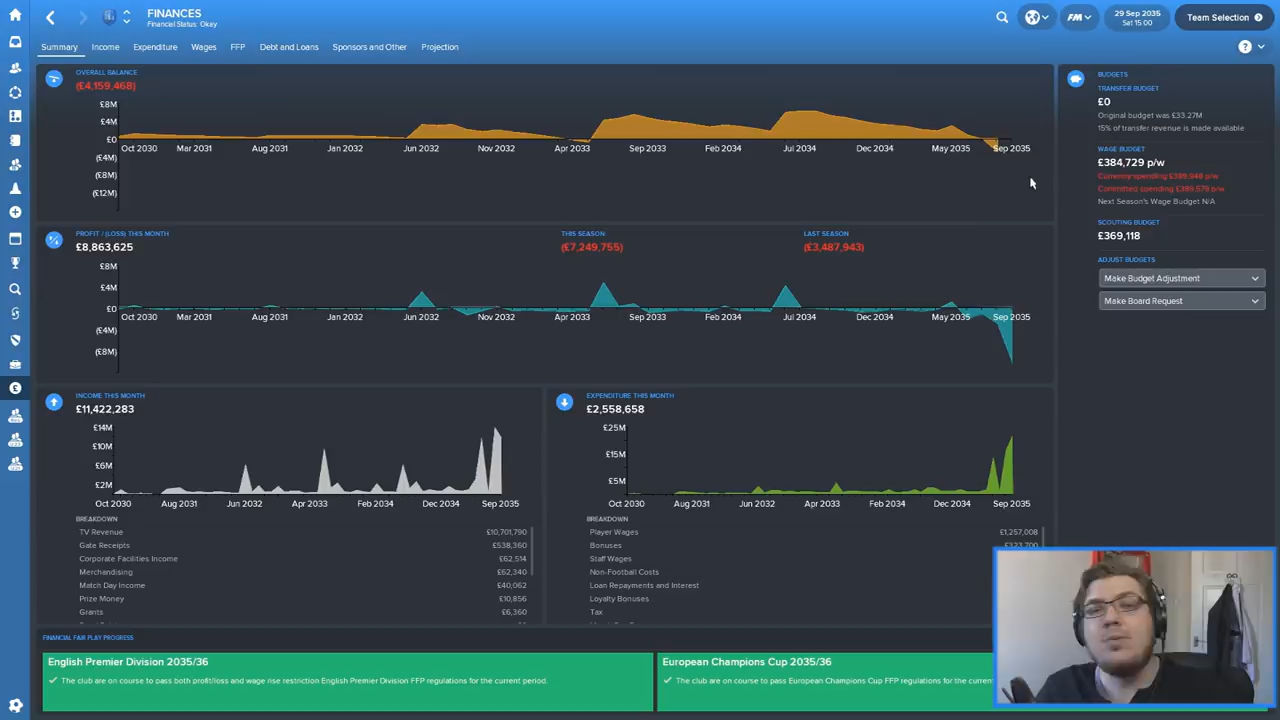 FINANCES
Financial Status: Okay
FM
29 Sep 2035
Sat 15:00
Team Selection
Summary
Income
Expenditure
Wages
FFP
Debt and Loans
Sponsors and Other
Projection
?
OVERALL BALANCE
(£4,159,468)
£8M
£4M
£0
(£4M)
(£8M)
(£12M)
Oct 2030 Mar 2031 Aug 2031 Jan 2032 Jun 2032 Nov 2032 Apr 2033 Sep 2033 Feb 2034 Jul 2034 Dec 2034 May 2035 Sep 2035
PROFIT / (LOSS) THIS MONTH
£8,863,625
THIS SEASON:
(£7,249,755)
LAST SEASON
(£3,487,943)
£8M
£4M
£0
(£4M)
(£8M)
Oct 2030 Mar 2031 Aug 2031 Jan 2032 Jun 2032 Nov 2032 Apr 2033 Sep 2033 Feb 2034 Jul 2034 Dec 2034 May 2035 Sep 2035
INCOME THIS MONTH
£11,422,283
£14M
£10M
£6M
£2M
Oct 2030 Aug 2031 Jun 2032 Apr 2033 Feb 2034 Dec 2034 Sep 2035
BREAKDOWN
TV Revenue £10,701,790
Gate Receipts £538,360
Corporate Facilities Income £62,514
Merchandising £62,340
Match Day Income £40,062
Prize Money £10,856
Grants £6,360
EXPENDITURE THIS MONTH
£2,558,658
£25M
£15M
£5M
Oct 2030 Aug 2031 Jun 2032 Apr 2033 Feb 2034 Dec 2034 Sep 2035
BREAKDOWN
Player Wages £1,257,008
Bonuses £323,700
Staff Wages
Non-Football Costs
Loan Repayments and Interest
Loyalty Bonuses
Tax
BUDGETS
TRANSFER BUDGET
£0
Original budget was £33.27M
15% of transfer revenue is made available
WAGE BUDGET
£384,729 p/w
Currently spending £389,948 p/w
Committed spending £389,579 p/w
Next Season's Wage Budget N/A
SCOUTING BUDGET
£369,118
ADJUST BUDGETS
Make Budget Adjustment
Make Board Request
FINANCIAL FAIR PLAY PROGRESS
English Premier Division 2035/36
The club are on course to pass both profit/loss and wage rise restriction English Premier Division FFP regulations for the current period.
European Champions Cup 2035/36
The club are on course to pass European Champions Cup FFP regulations for the current